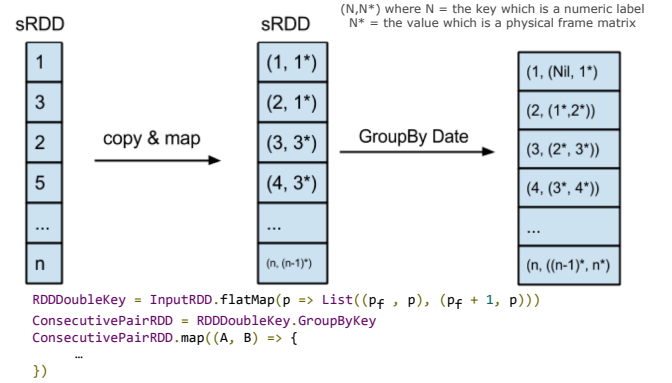 (N,N*) where N = the key which is a numeric label
N* = the value which is a physical frame matrix
sRDD
sRDD
1
3
2
5
...
n
copy & map
(1, 1*)
(2, 1*)
(3, 3*)
(4, 3*)
...
(n, (n-1)*)
GroupBy Date
(1, (Nil, 1*)
(2, (1*,2*))
(3, (2*, 3*))
(4, (3*, 4*))
...
(n, ((n-1)*, n*)
RDDDoubleKey = InputRDD.flatMap(p => List((pf , p), (pf + 1, p)))
ConsecutivePairRDD = RDDDoubleKey.GroupByKey
ConsecutivePairRDD.map((A, B) => {
…
})